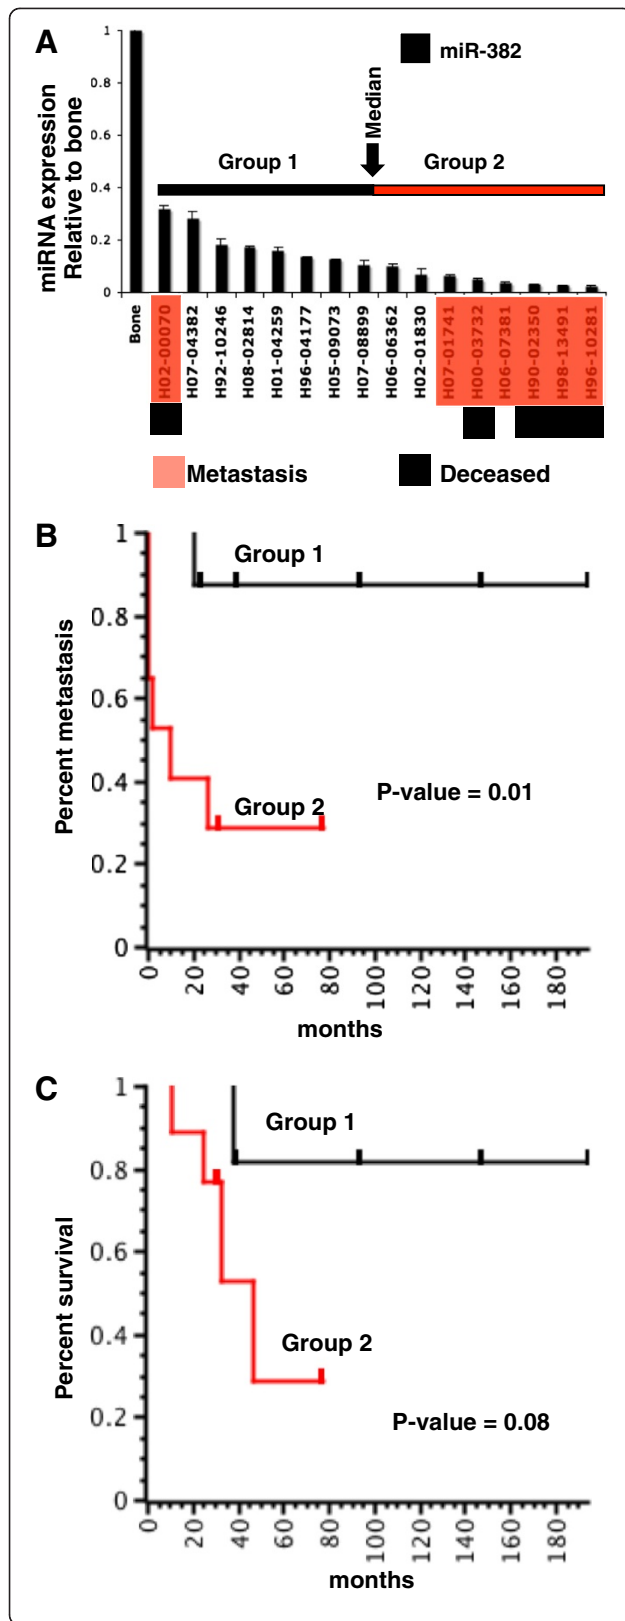 A
miR-382
miRNA expression
Relative to bone
1
0.8
0.6
0.4
0.2
0
Median
Group 1
Group 2
Bone
H02-00070
H07-04382
H92-10246
H08-02814
H01-04259
H96-04177
H05-09073
H07-08899
H06-06362
H02-01830
H07-01741
H00-03732
H06-07381
H90-02350
H98-13491
H96-10281
Metastasis
Deceased
B
Percent metastasis
1
0.8
0.6
0.4
0.2
0
Group 1
Group 2
P-value = 0.01
0 20 40 60 80 100 120 140 160 180
months
C
Percent survival
1
0.8
0.6
0.4
0.2
0
Group 1
Group 2
P-value = 0.08
0 20 40 60 80 100 120 140 160 180
months